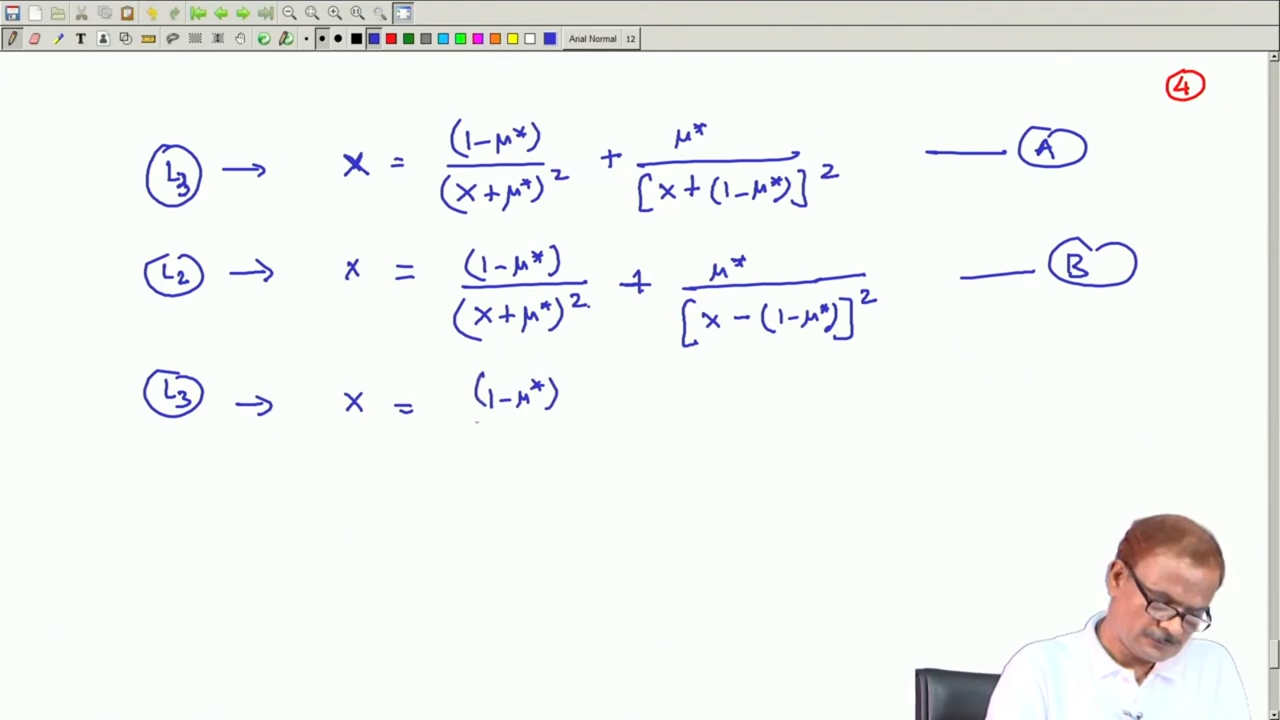 Arial Normal 12
4
L₃ → x = (1-μ*)/(x+μ*)² + μ*/[x+(1-μ*)]² — A
L₂ → x = (1-μ*)/(x+μ*)² + μ*/[x-(1-μ*)]² — B
L₃ → x = (1-μ*)